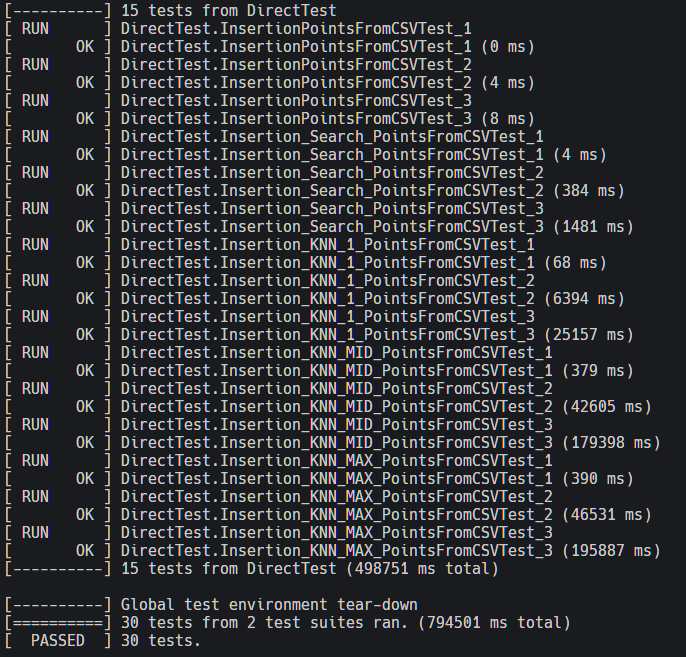 [----------] 15 tests from DirectTest
[ RUN      ] DirectTest.InsertionPointsFromCSVTest_1
[       OK ] DirectTest.InsertionPointsFromCSVTest_1 (0 ms)
[ RUN      ] DirectTest.InsertionPointsFromCSVTest_2
[       OK ] DirectTest.InsertionPointsFromCSVTest_2 (4 ms)
[ RUN      ] DirectTest.InsertionPointsFromCSVTest_3
[       OK ] DirectTest.InsertionPointsFromCSVTest_3 (8 ms)
[ RUN      ] DirectTest.Insertion_Search_PointsFromCSVTest_1
[       OK ] DirectTest.Insertion_Search_PointsFromCSVTest_1 (4 ms)
[ RUN      ] DirectTest.Insertion_Search_PointsFromCSVTest_2
[       OK ] DirectTest.Insertion_Search_PointsFromCSVTest_2 (384 ms)
[ RUN      ] DirectTest.Insertion_Search_PointsFromCSVTest_3
[       OK ] DirectTest.Insertion_Search_PointsFromCSVTest_3 (1481 ms)
[ RUN      ] DirectTest.Insertion_KNN_1_PointsFromCSVTest_1
[       OK ] DirectTest.Insertion_KNN_1_PointsFromCSVTest_1 (68 ms)
[ RUN      ] DirectTest.Insertion_KNN_1_PointsFromCSVTest_2
[       OK ] DirectTest.Insertion_KNN_1_PointsFromCSVTest_2 (6394 ms)
[ RUN      ] DirectTest.Insertion_KNN_1_PointsFromCSVTest_3
[       OK ] DirectTest.Insertion_KNN_1_PointsFromCSVTest_3 (25157 ms)
[ RUN      ] DirectTest.Insertion_KNN_MID_PointsFromCSVTest_1
[       OK ] DirectTest.Insertion_KNN_MID_PointsFromCSVTest_1 (379 ms)
[ RUN      ] DirectTest.Insertion_KNN_MID_PointsFromCSVTest_2
[       OK ] DirectTest.Insertion_KNN_MID_PointsFromCSVTest_2 (42605 ms)
[ RUN      ] DirectTest.Insertion_KNN_MID_PointsFromCSVTest_3
[       OK ] DirectTest.Insertion_KNN_MID_PointsFromCSVTest_3 (179398 ms)
[ RUN      ] DirectTest.Insertion_KNN_MAX_PointsFromCSVTest_1
[       OK ] DirectTest.Insertion_KNN_MAX_PointsFromCSVTest_1 (390 ms)
[ RUN      ] DirectTest.Insertion_KNN_MAX_PointsFromCSVTest_2
[       OK ] DirectTest.Insertion_KNN_MAX_PointsFromCSVTest_2 (46531 ms)
[ RUN      ] DirectTest.Insertion_KNN_MAX_PointsFromCSVTest_3
[       OK ] DirectTest.Insertion_KNN_MAX_PointsFromCSVTest_3 (195887 ms)
[----------] 15 tests from DirectTest (498751 ms total)

[----------] Global test environment tear-down
[==========] 30 tests from 2 test suites ran. (794501 ms total)
[  PASSED  ] 30 tests.